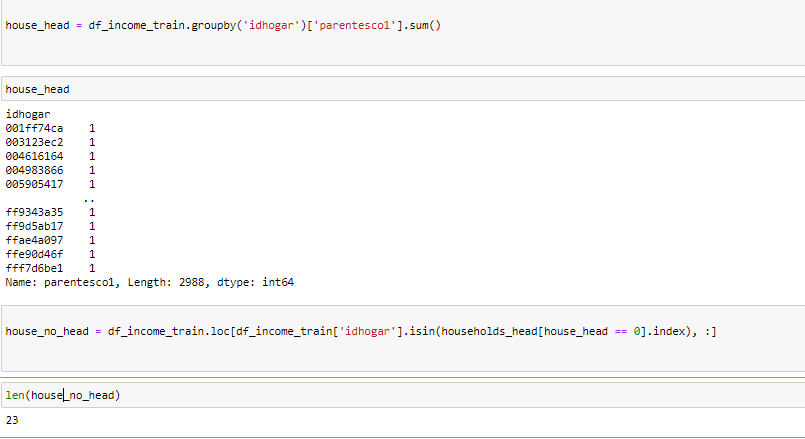 house_head = df_income_train.groupby('idhogar')['parentesco1'].sum()
house_head
idhogar
001ff74ca    1
003123ec2    1
004616164    1
004983866    1
005905417    1
            ..
ff9343a35    1
ff9d5ab17    1
ffae4a097    1
ffe90d46f    1
fff7d6be1    1
Name: parentesco1, Length: 2988, dtype: int64
house_no_head = df_income_train.loc[df_income_train['idhogar'].isin(households_head[house_head == 0].index), :]
len(house_no_head)
23